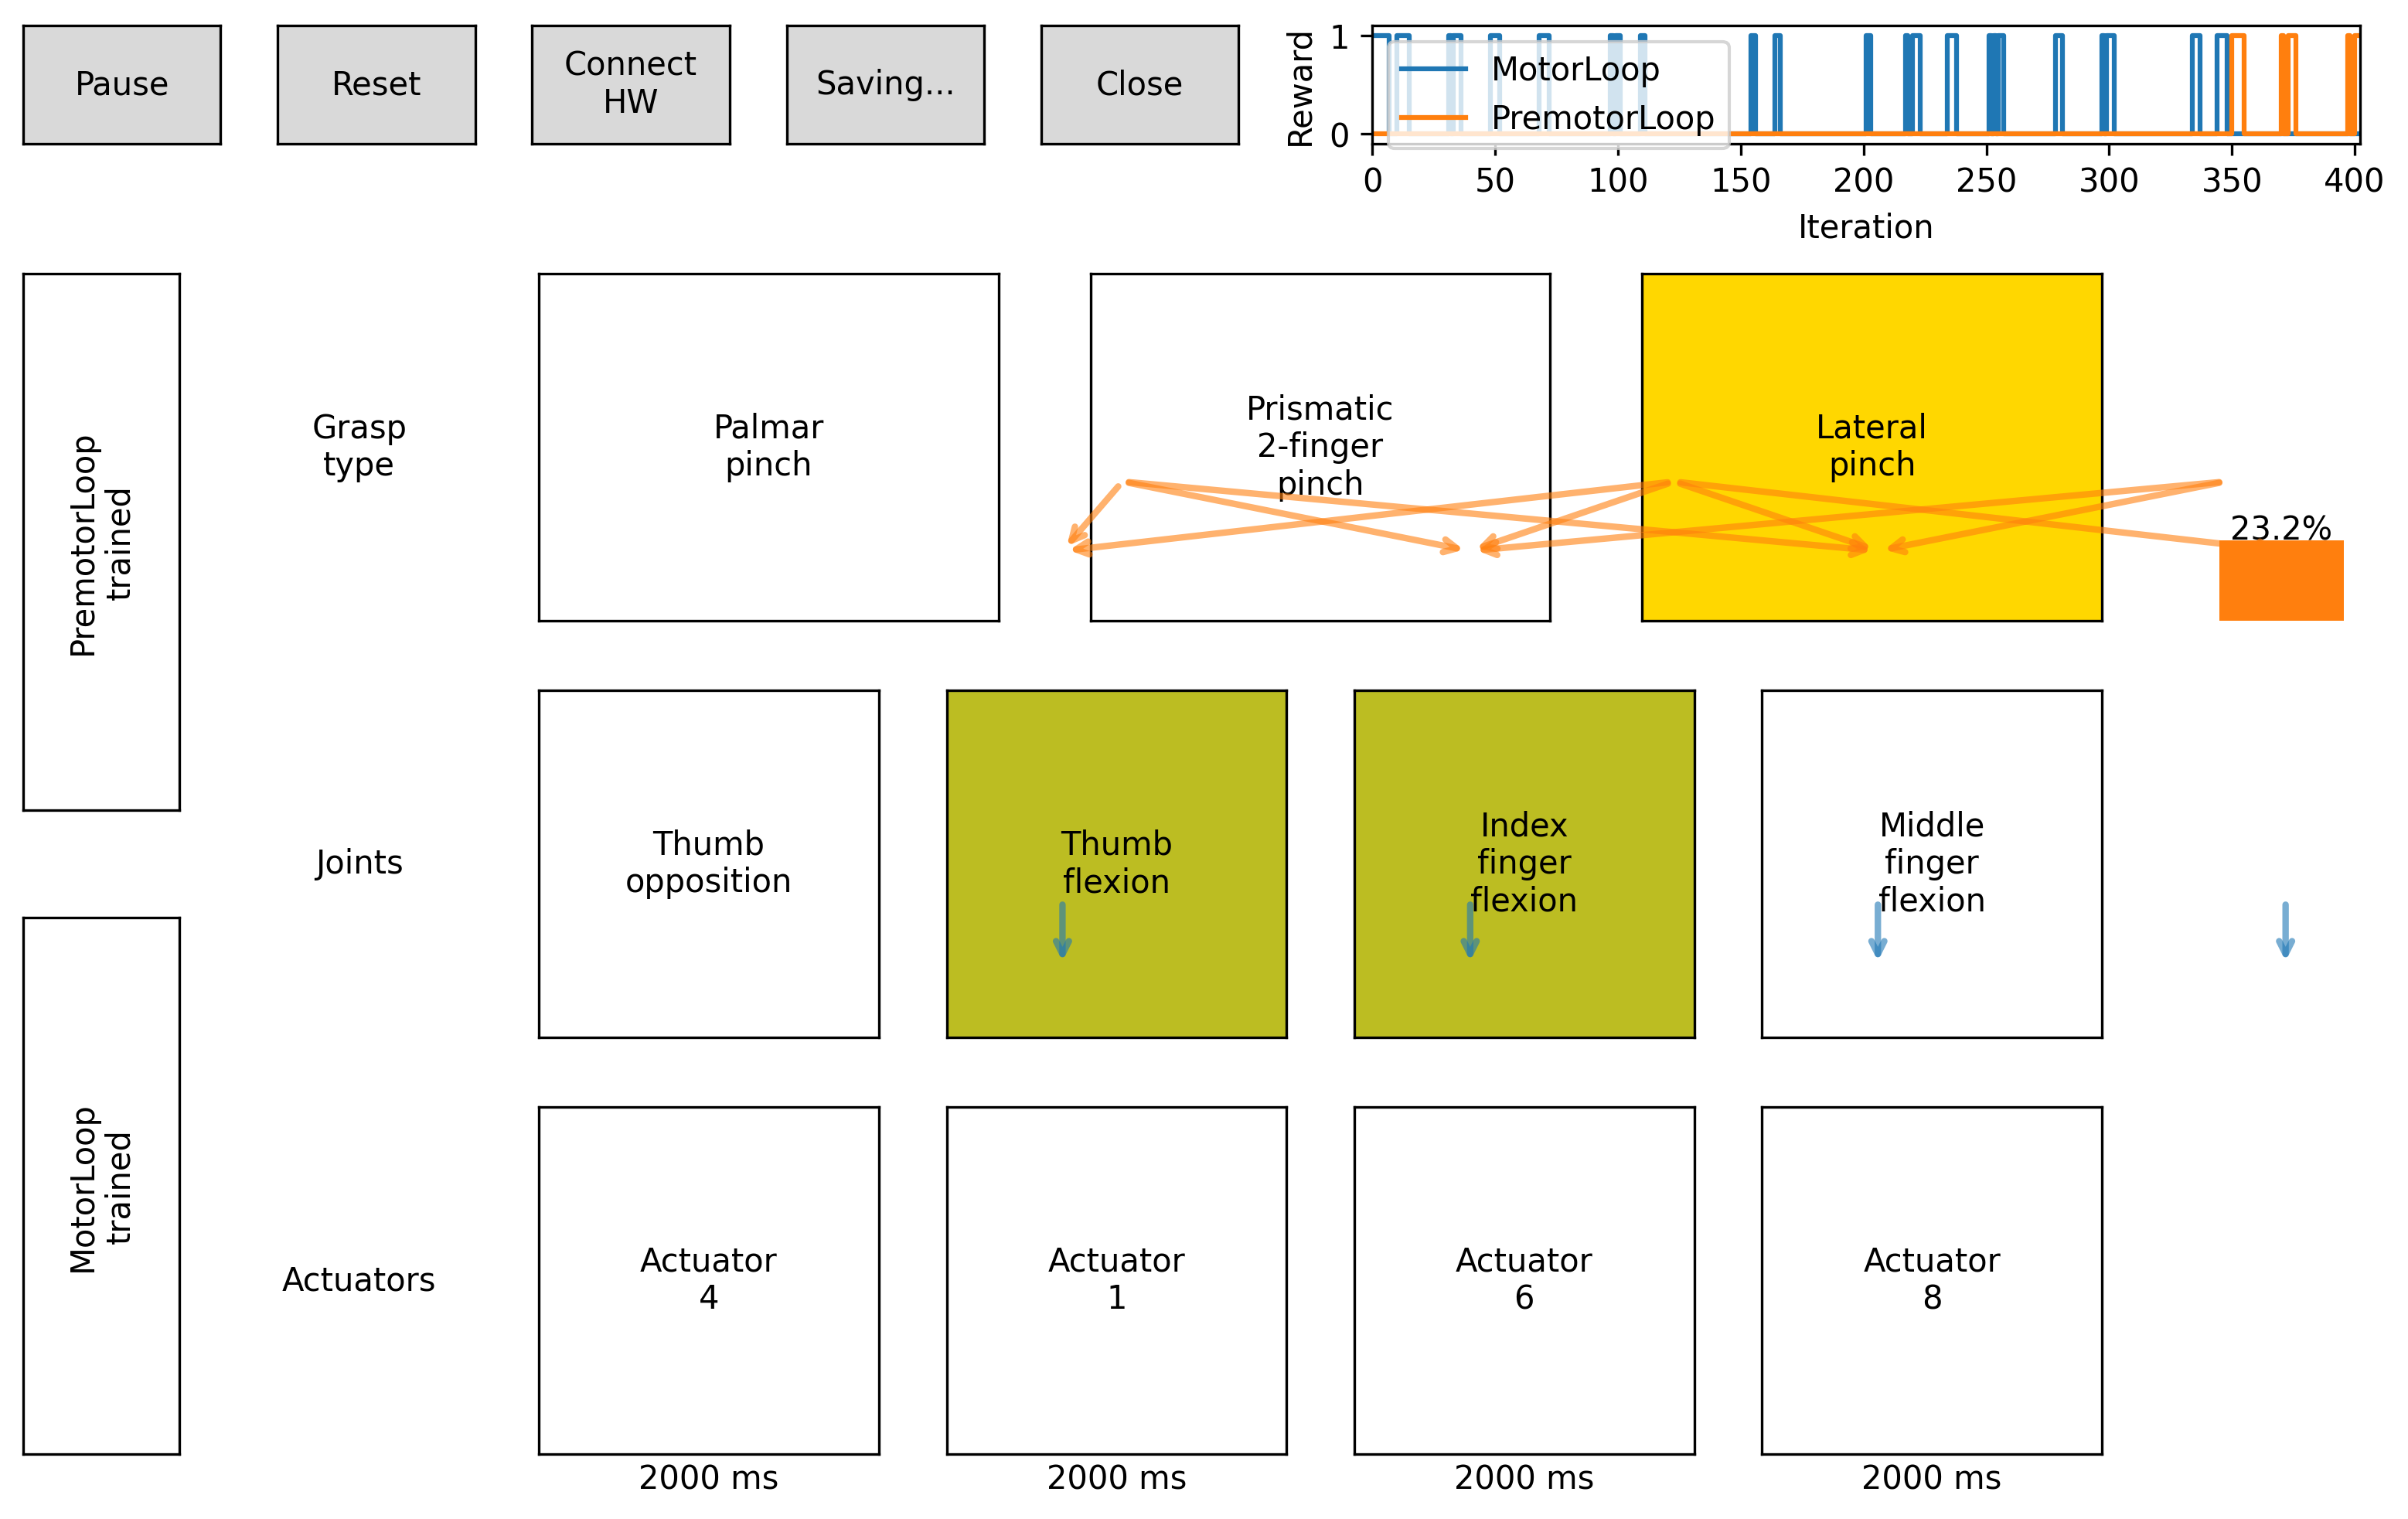 Pause
Reset
Connect
HW
Saving...
Close
Reward
1
0
MotorLoop
PremotorLoop
0
50
100
150
200
250
300
350
400
Iteration
PremotorLoop
trained
Grasp
type
Palmar
pinch
Prismatic
2-finger
pinch
Lateral
pinch
23.2%
Joints
Thumb
opposition
Thumb
flexion
Index
finger
flexion
Middle
finger
flexion
MotorLoop
trained
Actuators
Actuator
4
Actuator
1
Actuator
6
Actuator
8
2000 ms
2000 ms
2000 ms
2000 ms